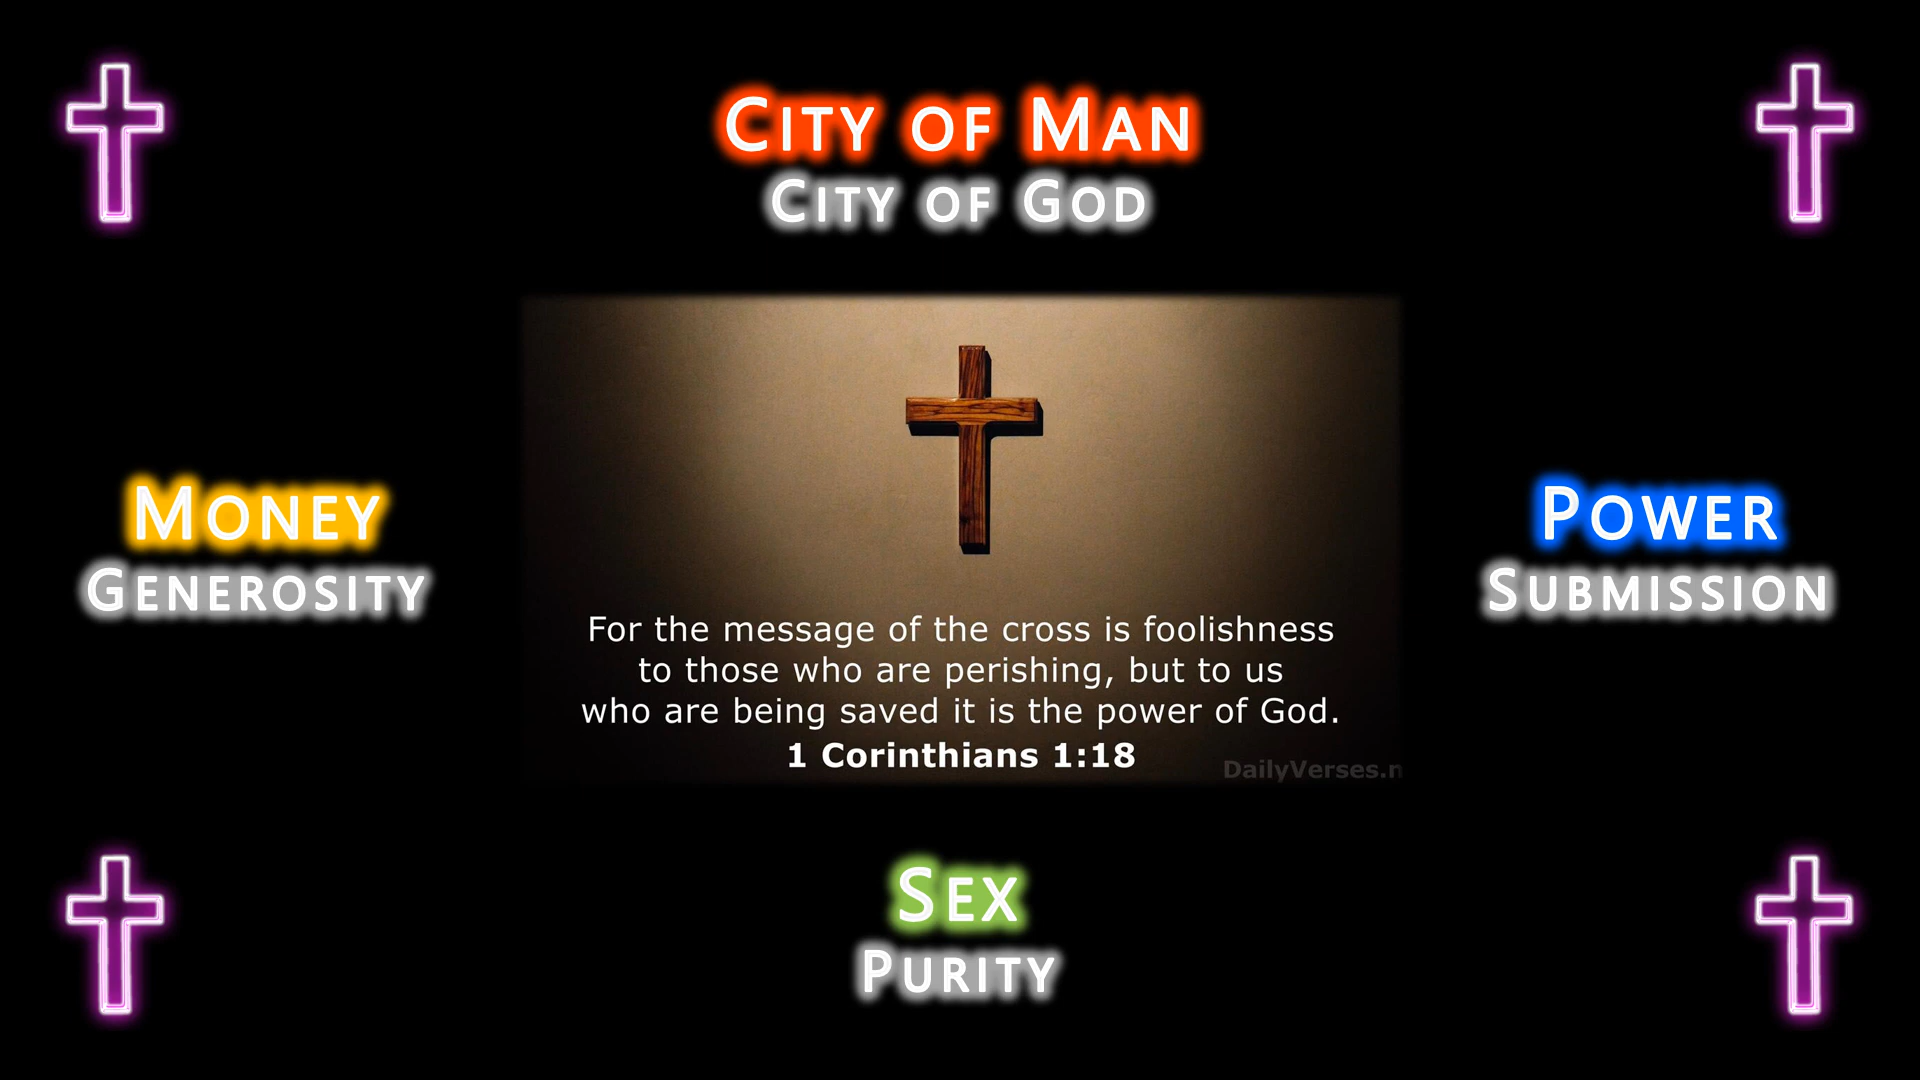 City of Man
City of God
Money
Generosity
Power
Submission
For the message of the cross is foolishness
to those who are perishing, but to us
who are being saved it is the power of God.
1 Corinthians 1:18
DailyVerses.n
Sex
Purity